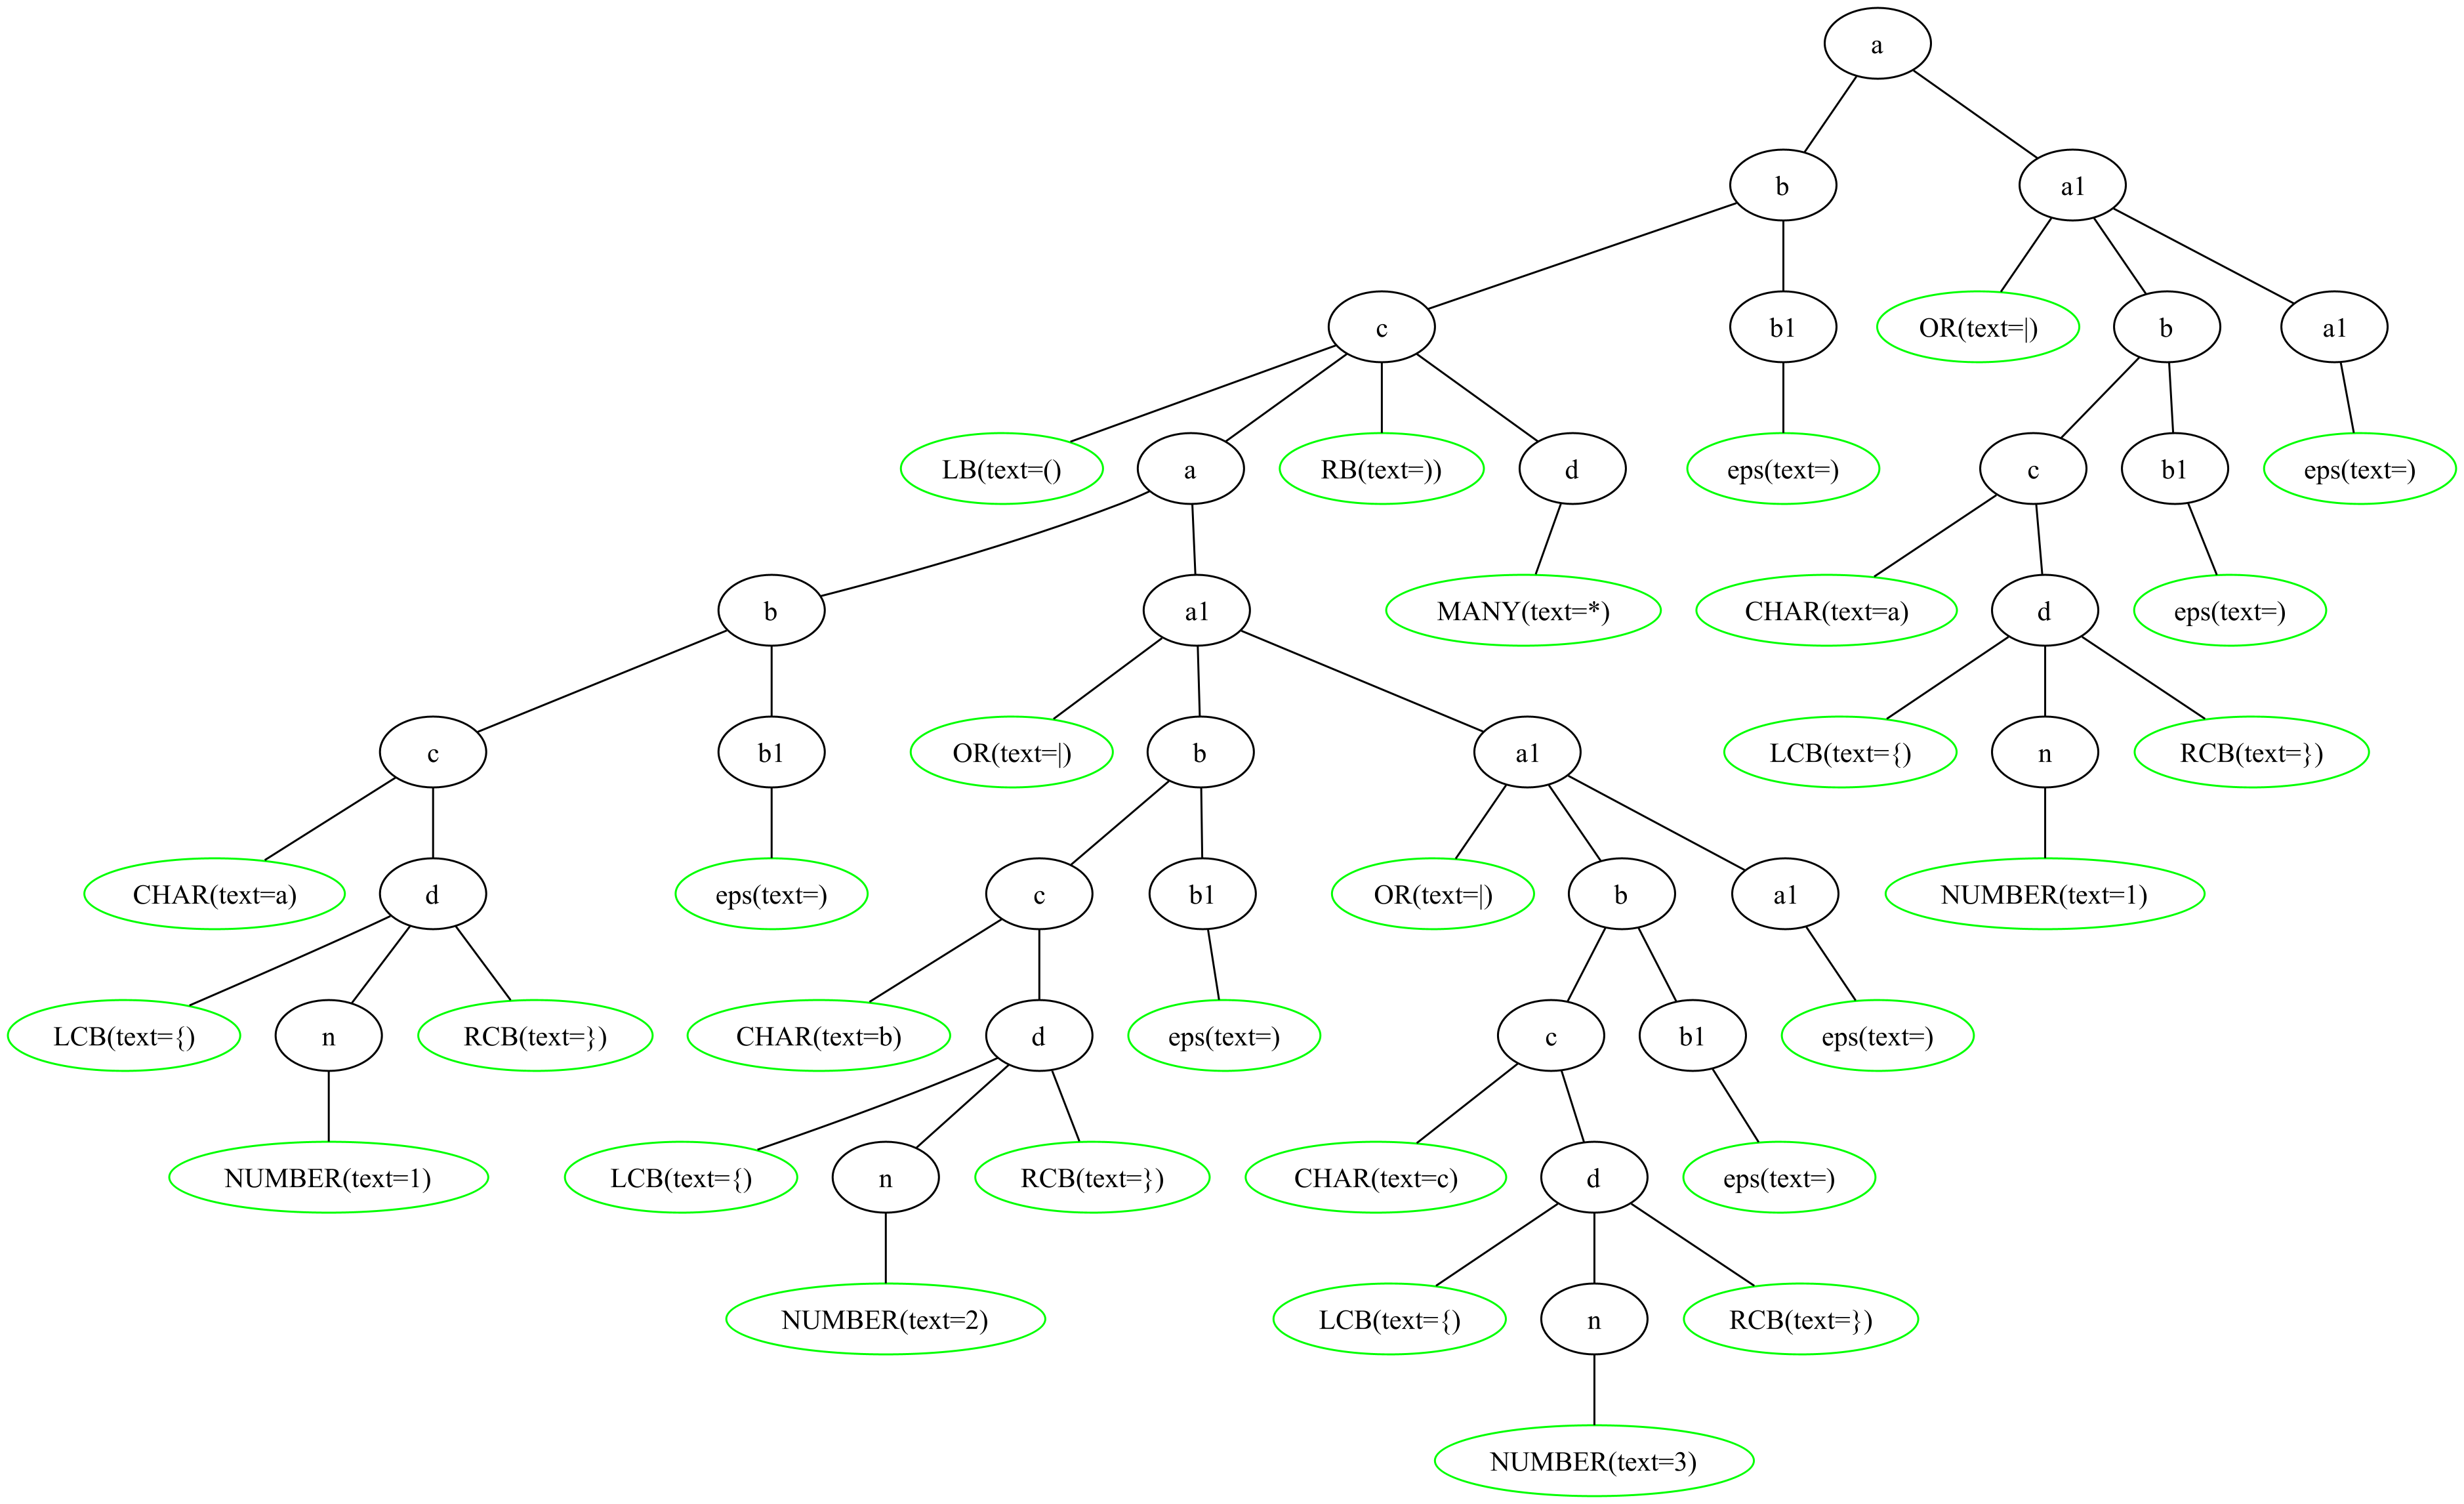 a
b
a1
c
b1
OR(text=|)
b
a1
LB(text=()
a
RB(text=))
d
eps(text=)
c
b1
eps(text=)
b
a1
MANY(text=*)
CHAR(text=a)
d
eps(text=)
c
b1
OR(text=|)
b
a1
LCB(text={)
n
RCB(text=})
CHAR(text=a)
d
eps(text=)
c
b1
OR(text=|)
b
a1
NUMBER(text=1)
LCB(text={)
n
RCB(text=})
CHAR(text=b)
d
eps(text=)
c
b1
eps(text=)
NUMBER(text=1)
LCB(text={)
n
RCB(text=})
CHAR(text=c)
d
eps(text=)
NUMBER(text=2)
LCB(text={)
n
RCB(text=})
NUMBER(text=3)